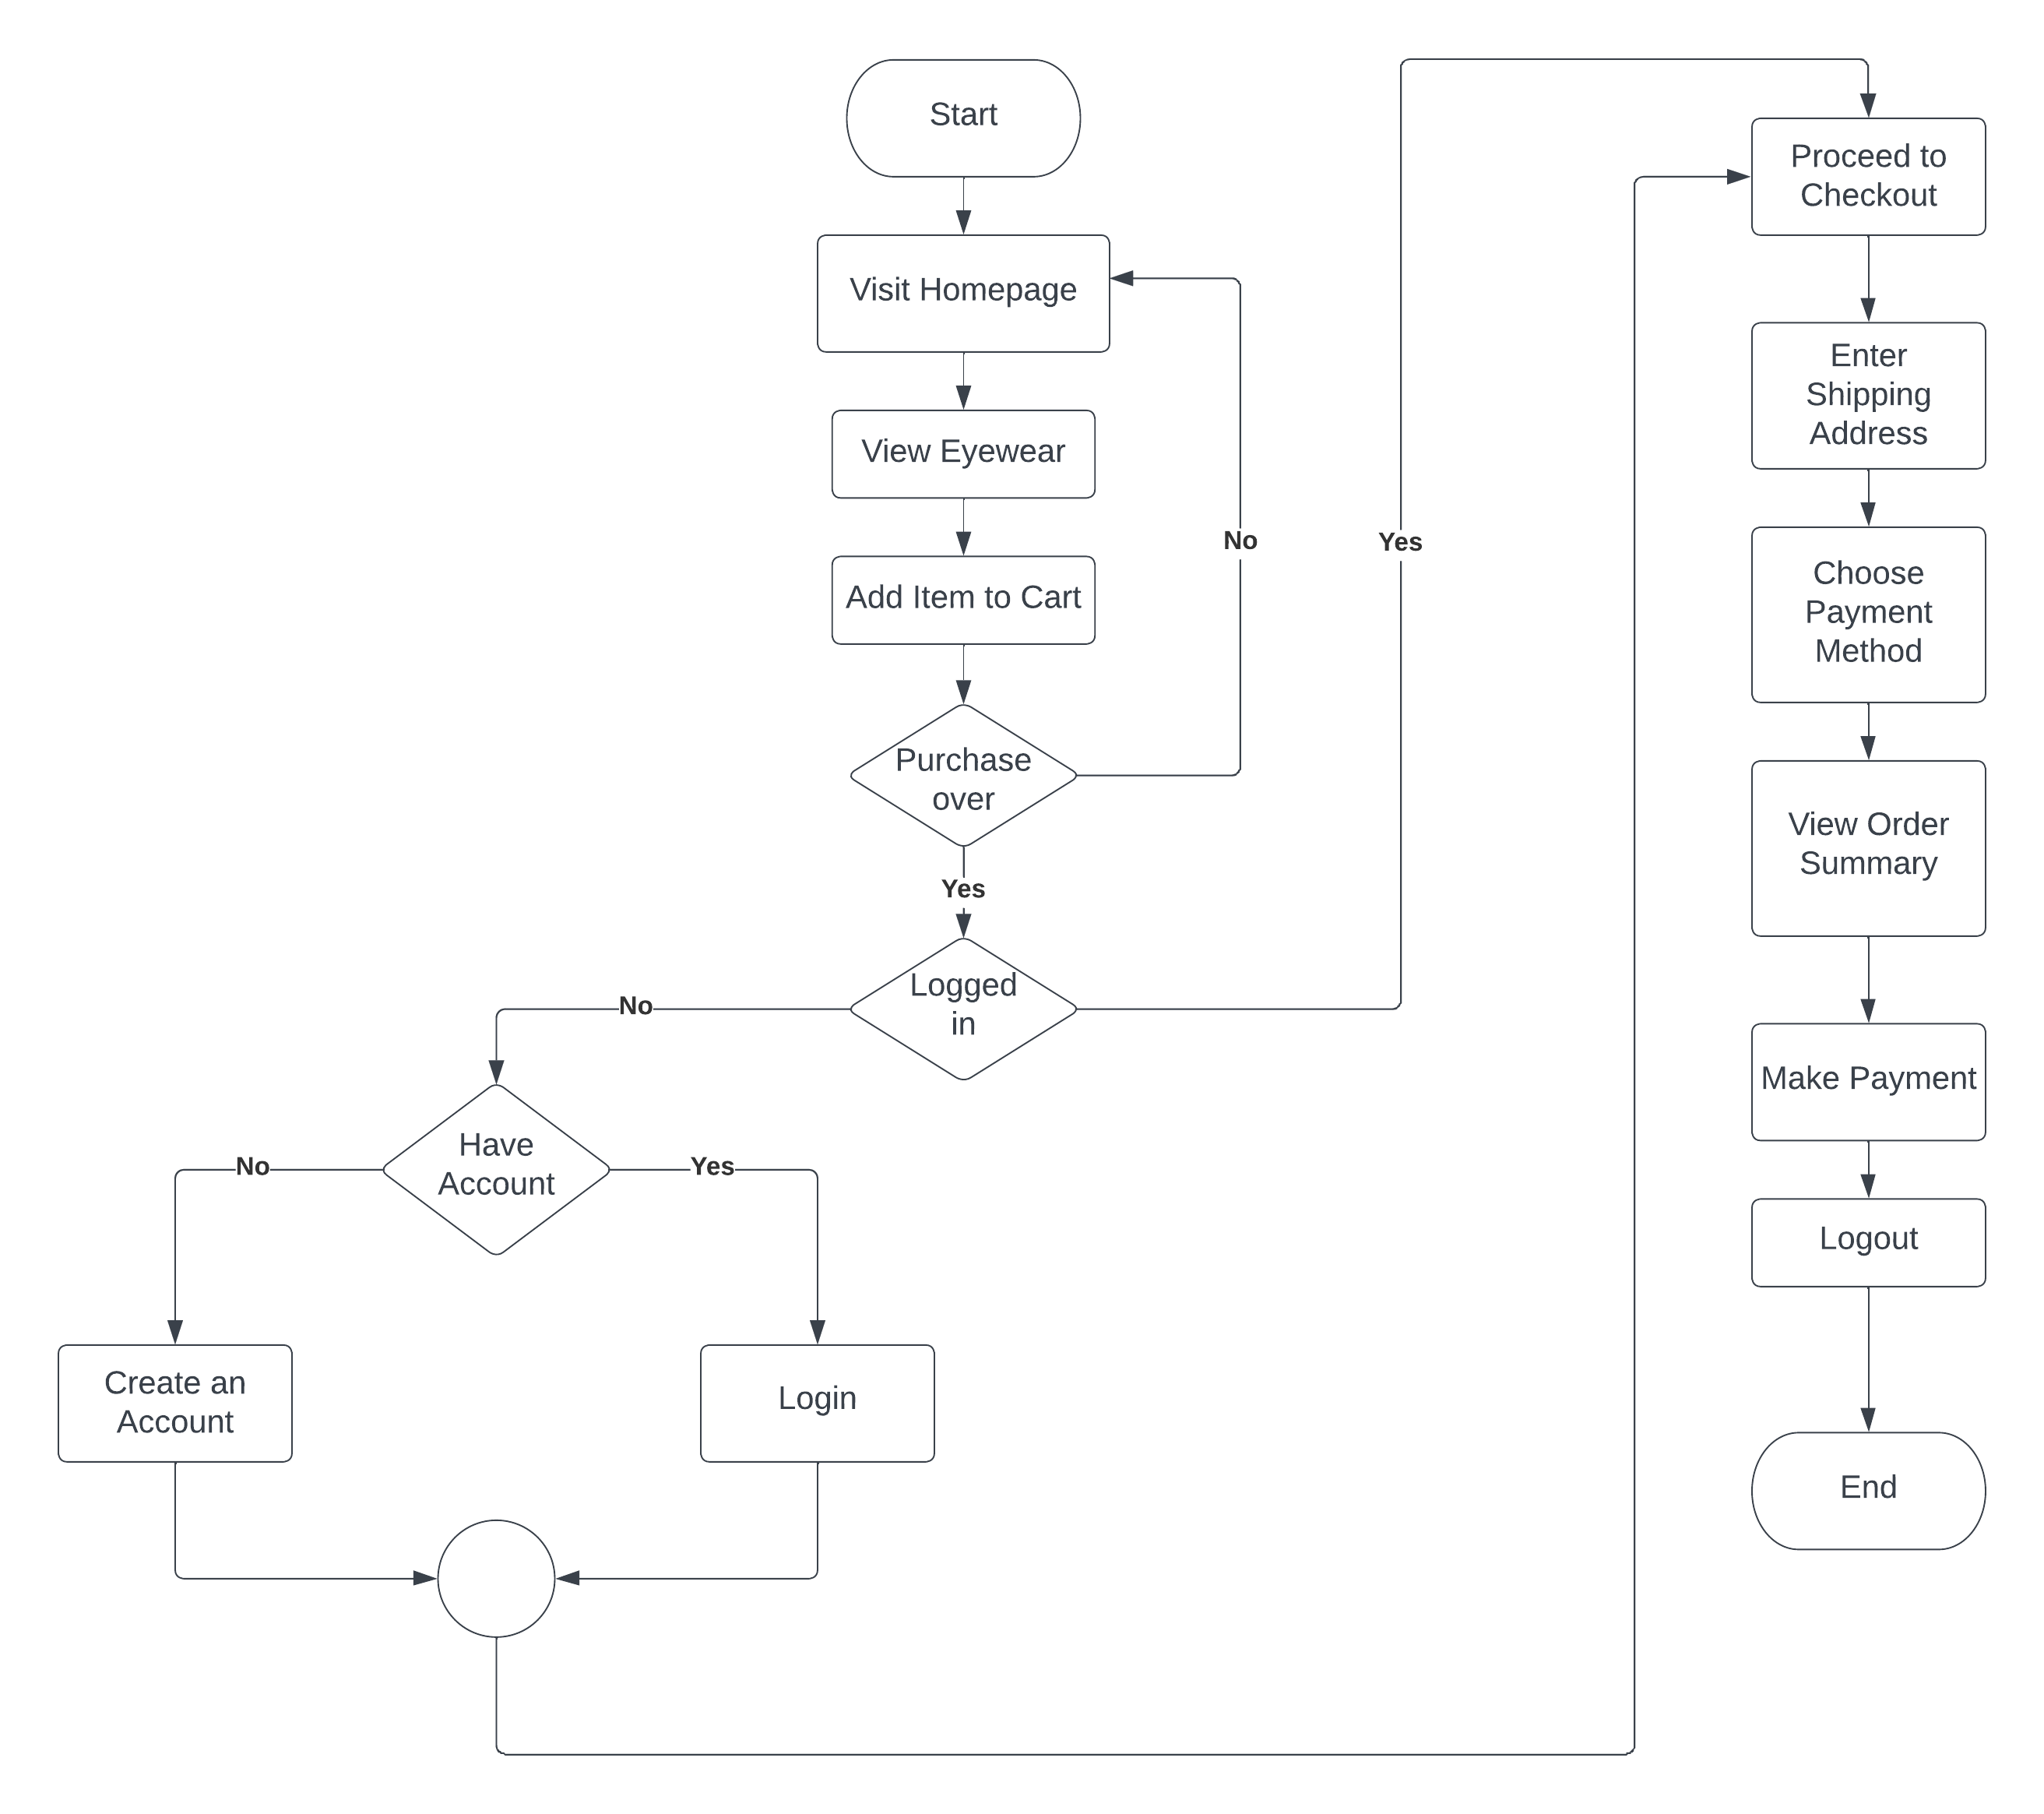 Start
Visit Homepage
View Eyewear
Add Item to Cart
Purchase
over
No
Yes
Logged
in
No
Yes
Have
Account
No
Yes
Create an
Account
Login
Proceed to
Checkout
Enter
Shipping
Address
Choose
Payment
Method
View Order
Summary
Make Payment
Logout
End